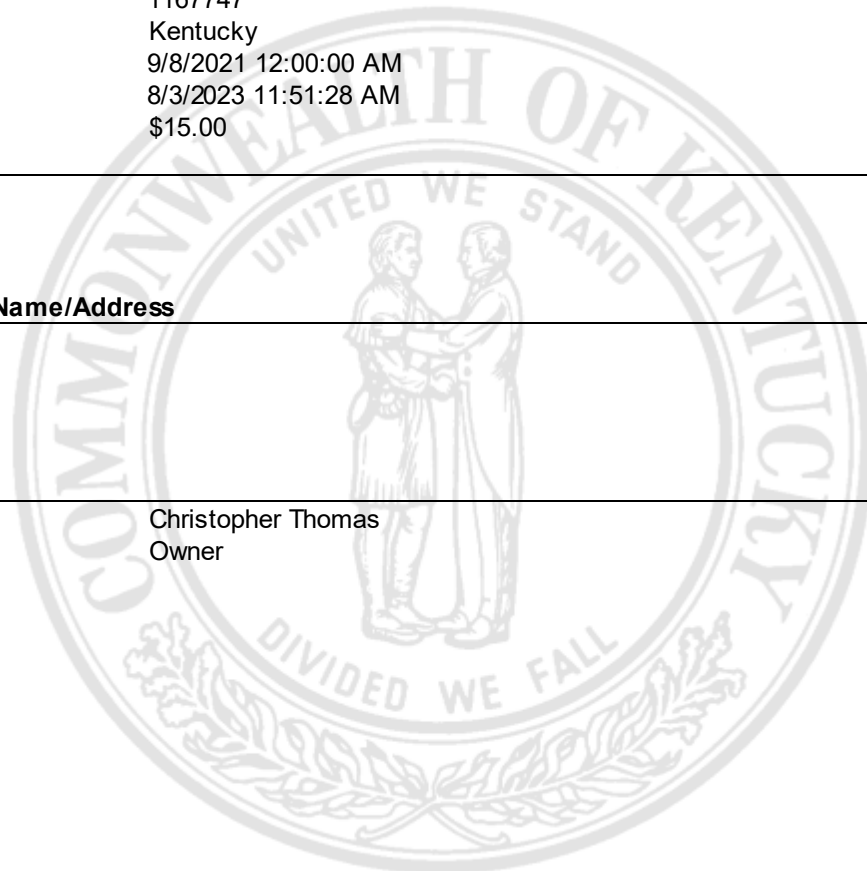 1167747
Kentucky
9/8/2021 12:00:00 AM
8/3/2023 11:51:28 AM
$15.00
COMMONWEALTH OF KENTUCKY
UNITED WE STAND
Name/Address
Christopher Thomas
Owner
DIVIDED WE FALL